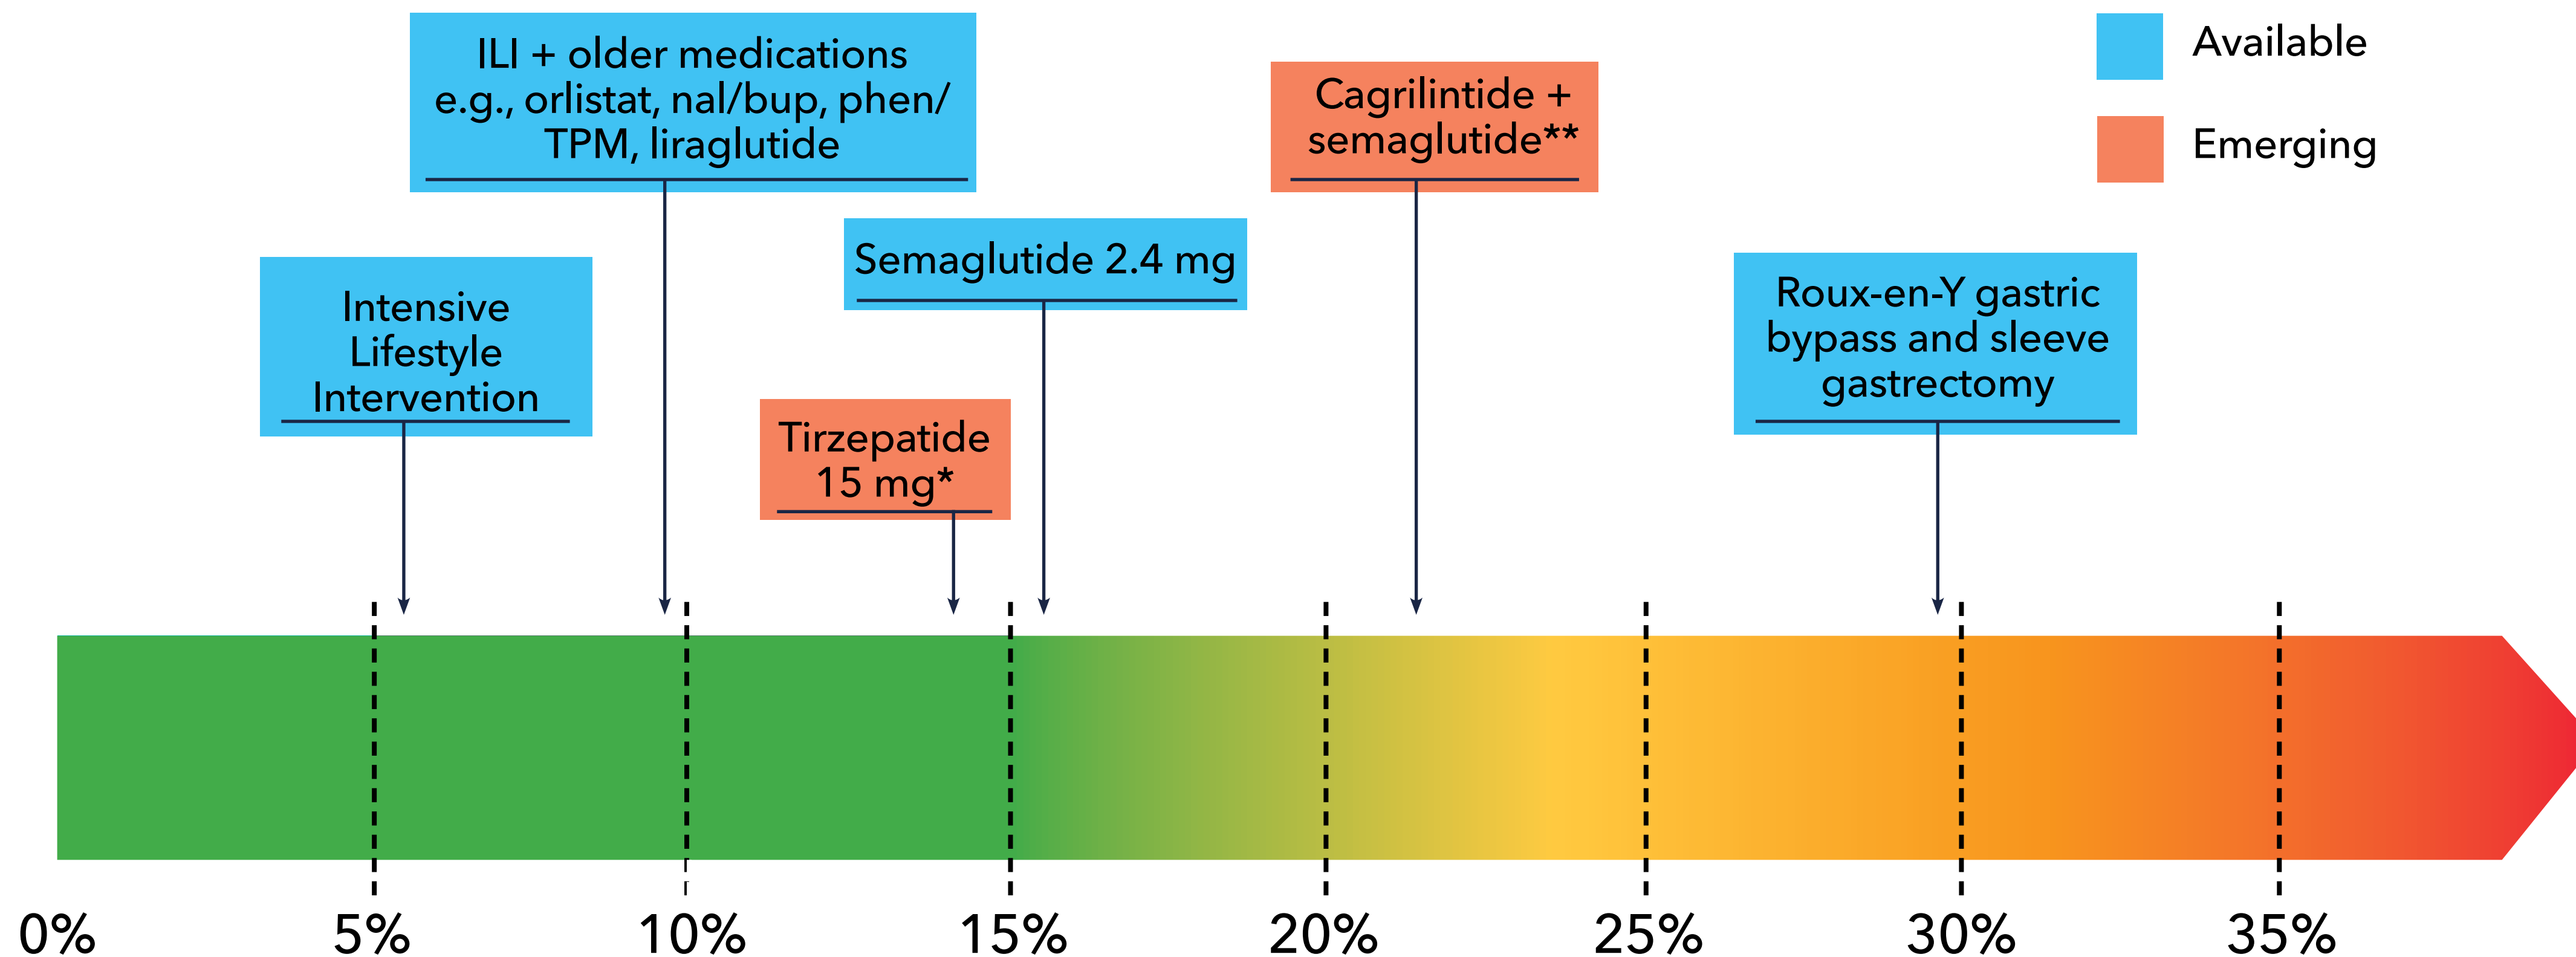 ILI + older medications
e.g., orlistat, nal/bup, phen/
TPM, liraglutide
Cagrilintide +
semaglutide**
Available
Emerging
Intensive
Lifestyle
Intervention
Semaglutide 2.4 mg
Tirzepatide
15 mg*
Roux-en-Y gastric
bypass and sleeve
gastrectomy
0%
5%
10%
15%
20%
25%
30%
35%